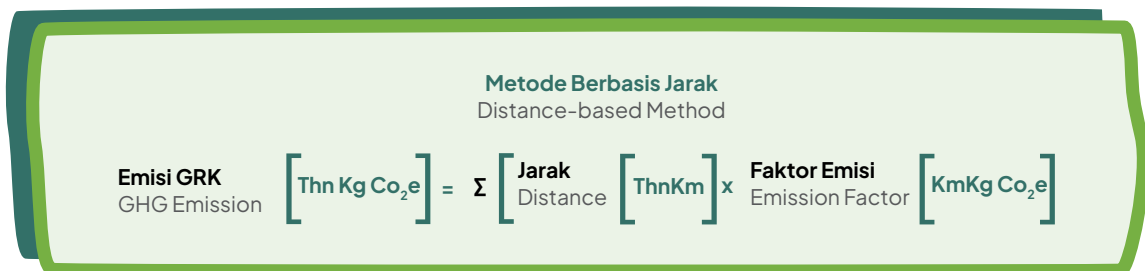 Metode Berbasis Jarak
Distance-based Method
Emisi GRK [Thn Kg Co₂e] = Σ [Jarak [ThnKm] x Faktor Emisi [KmKg Co₂e]
GHG Emission Distance Emission Factor